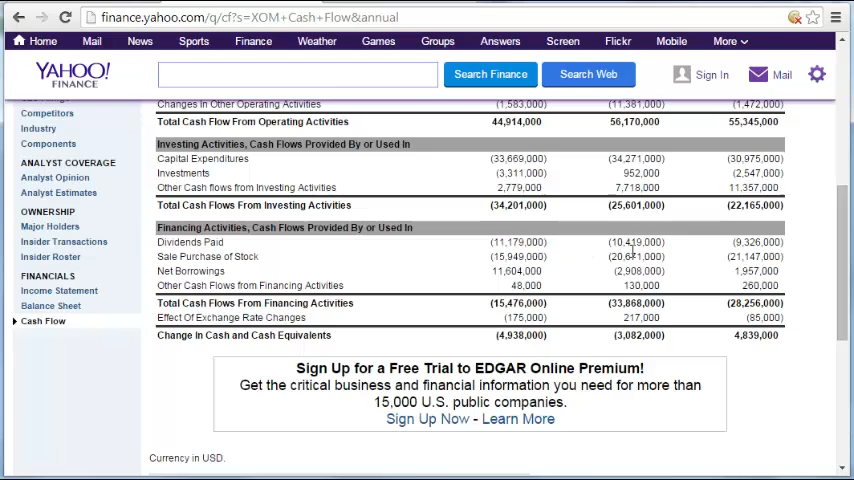 finance.yahoo.com/q/cf?s=XOM+Cash+Flow&annual
Home Mail News Sports Finance Weather Games Groups Answers Screen Flickr Mobile More
YAHOO! FINANCE Search Finance Search Web Sign In Mail
Competitors
Industry
Components
ANALYST COVERAGE
Analyst Opinion
Analyst Estimates
OWNERSHIP
Major Holders
Insider Transactions
Insider Roster
FINANCIALS
Income Statement
Balance Sheet
Cash Flow
Changes In Other Operating Activities (1,583,000) (11,381,000) (1,472,000)
Total Cash Flow From Operating Activities 44,914,000 56,170,000 55,345,000
Investing Activities, Cash Flows Provided By or Used In
Capital Expenditures (33,669,000) (34,271,000) (30,975,000)
Investments (3,311,000) 952,000 (2,547,000)
Other Cash flows from Investing Activities 2,779,000 7,718,000 11,357,000
Total Cash Flows From Investing Activities (34,201,000) (25,601,000) (22,165,000)
Financing Activities, Cash Flows Provided By or Used In
Dividends Paid (11,179,000) (10,419,000) (9,326,000)
Sale Purchase of Stock (15,949,000) (21,147,000)
Net Borrowings 11,604,000 (2,908,000) 1,957,000
Other Cash Flows from Financing Activities 48,000 130,000 260,000
Total Cash Flows From Financing Activities (15,476,000) (33,868,000) (28,256,000)
Effect Of Exchange Rate Changes (175,000) 217,000 (85,000)
Change In Cash and Cash Equivalents (4,938,000) (3,082,000) 4,839,000
Sign Up for a Free Trial to EDGAR Online Premium!
Get the critical business and financial information you need for more than
15,000 U.S. public companies.
Sign Up Now - Learn More
Currency in USD.